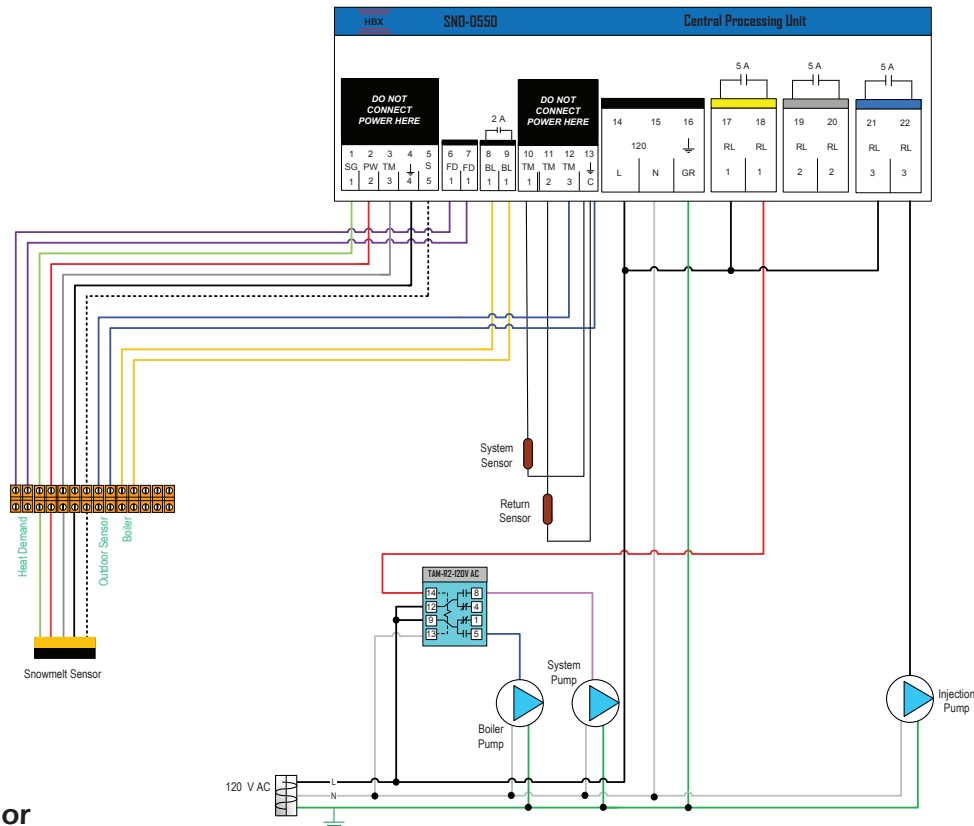 HBX SNO-0550 Central Processing Unit
5 A 5 A 5 A
DO NOT
CONNECT
POWER HERE
2 A
DO NOT
CONNECT
POWER HERE
1 2 3 4 5 6 7 8 9 10 11 12 13 14 15 16 17 18 19 20 21 22
SG PW TM S FD FD BL BL TM TM TM 120 RL RL RL RL RL RL
1 2 3 4 5 1 1 1 1 1 2 3 C L N GR 1 1 2 2 3 3
System
Sensor
Return
Sensor
Heat Demand
Outdoor Sensor
Boiler
Snowmelt Sensor
TAM-R2-120V AC
14 8
12 4
9 1
13 5
System
Pump
Boiler
Pump
Injection
Pump
120 V AC
L
N
or